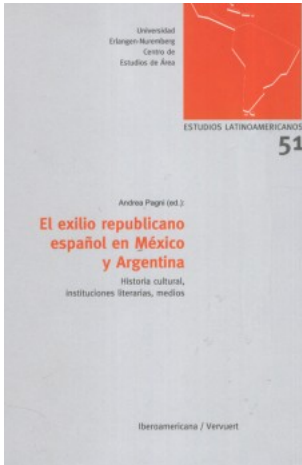 Universidad
Erlangen-Nuremberg
Centro de
Estudios de Área
ESTUDIOS LATINOAMERICANOS
51
Andrea Pagni (ed.):
El exilio republicano
español en México
y Argentina
Historia cultural,
instituciones literarias, medios
Iberoamericana / Vervuert